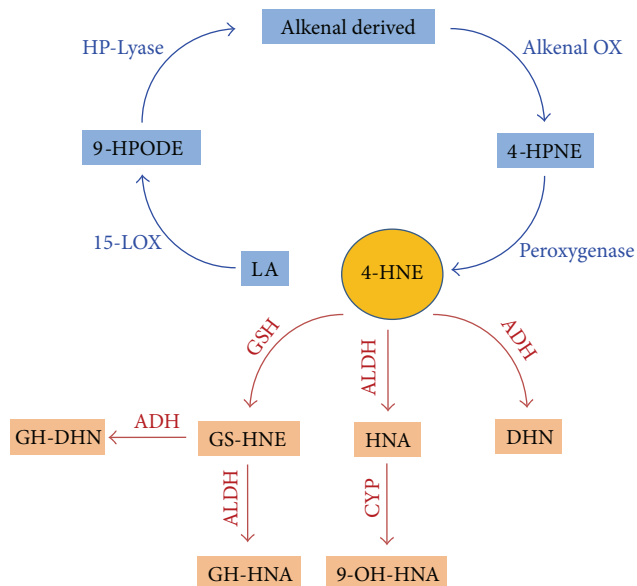 Alkenal derived
HP-Lyase
Alkenal OX
9-HPODE
4-HPNE
15-LOX
Peroxygenase
LA
4-HNE
GSH
ALDH
ADH
ADH
GH-DHN
GS-HNE
HNA
DHN
ALDH
CYP
GH-HNA
9-OH-HNA